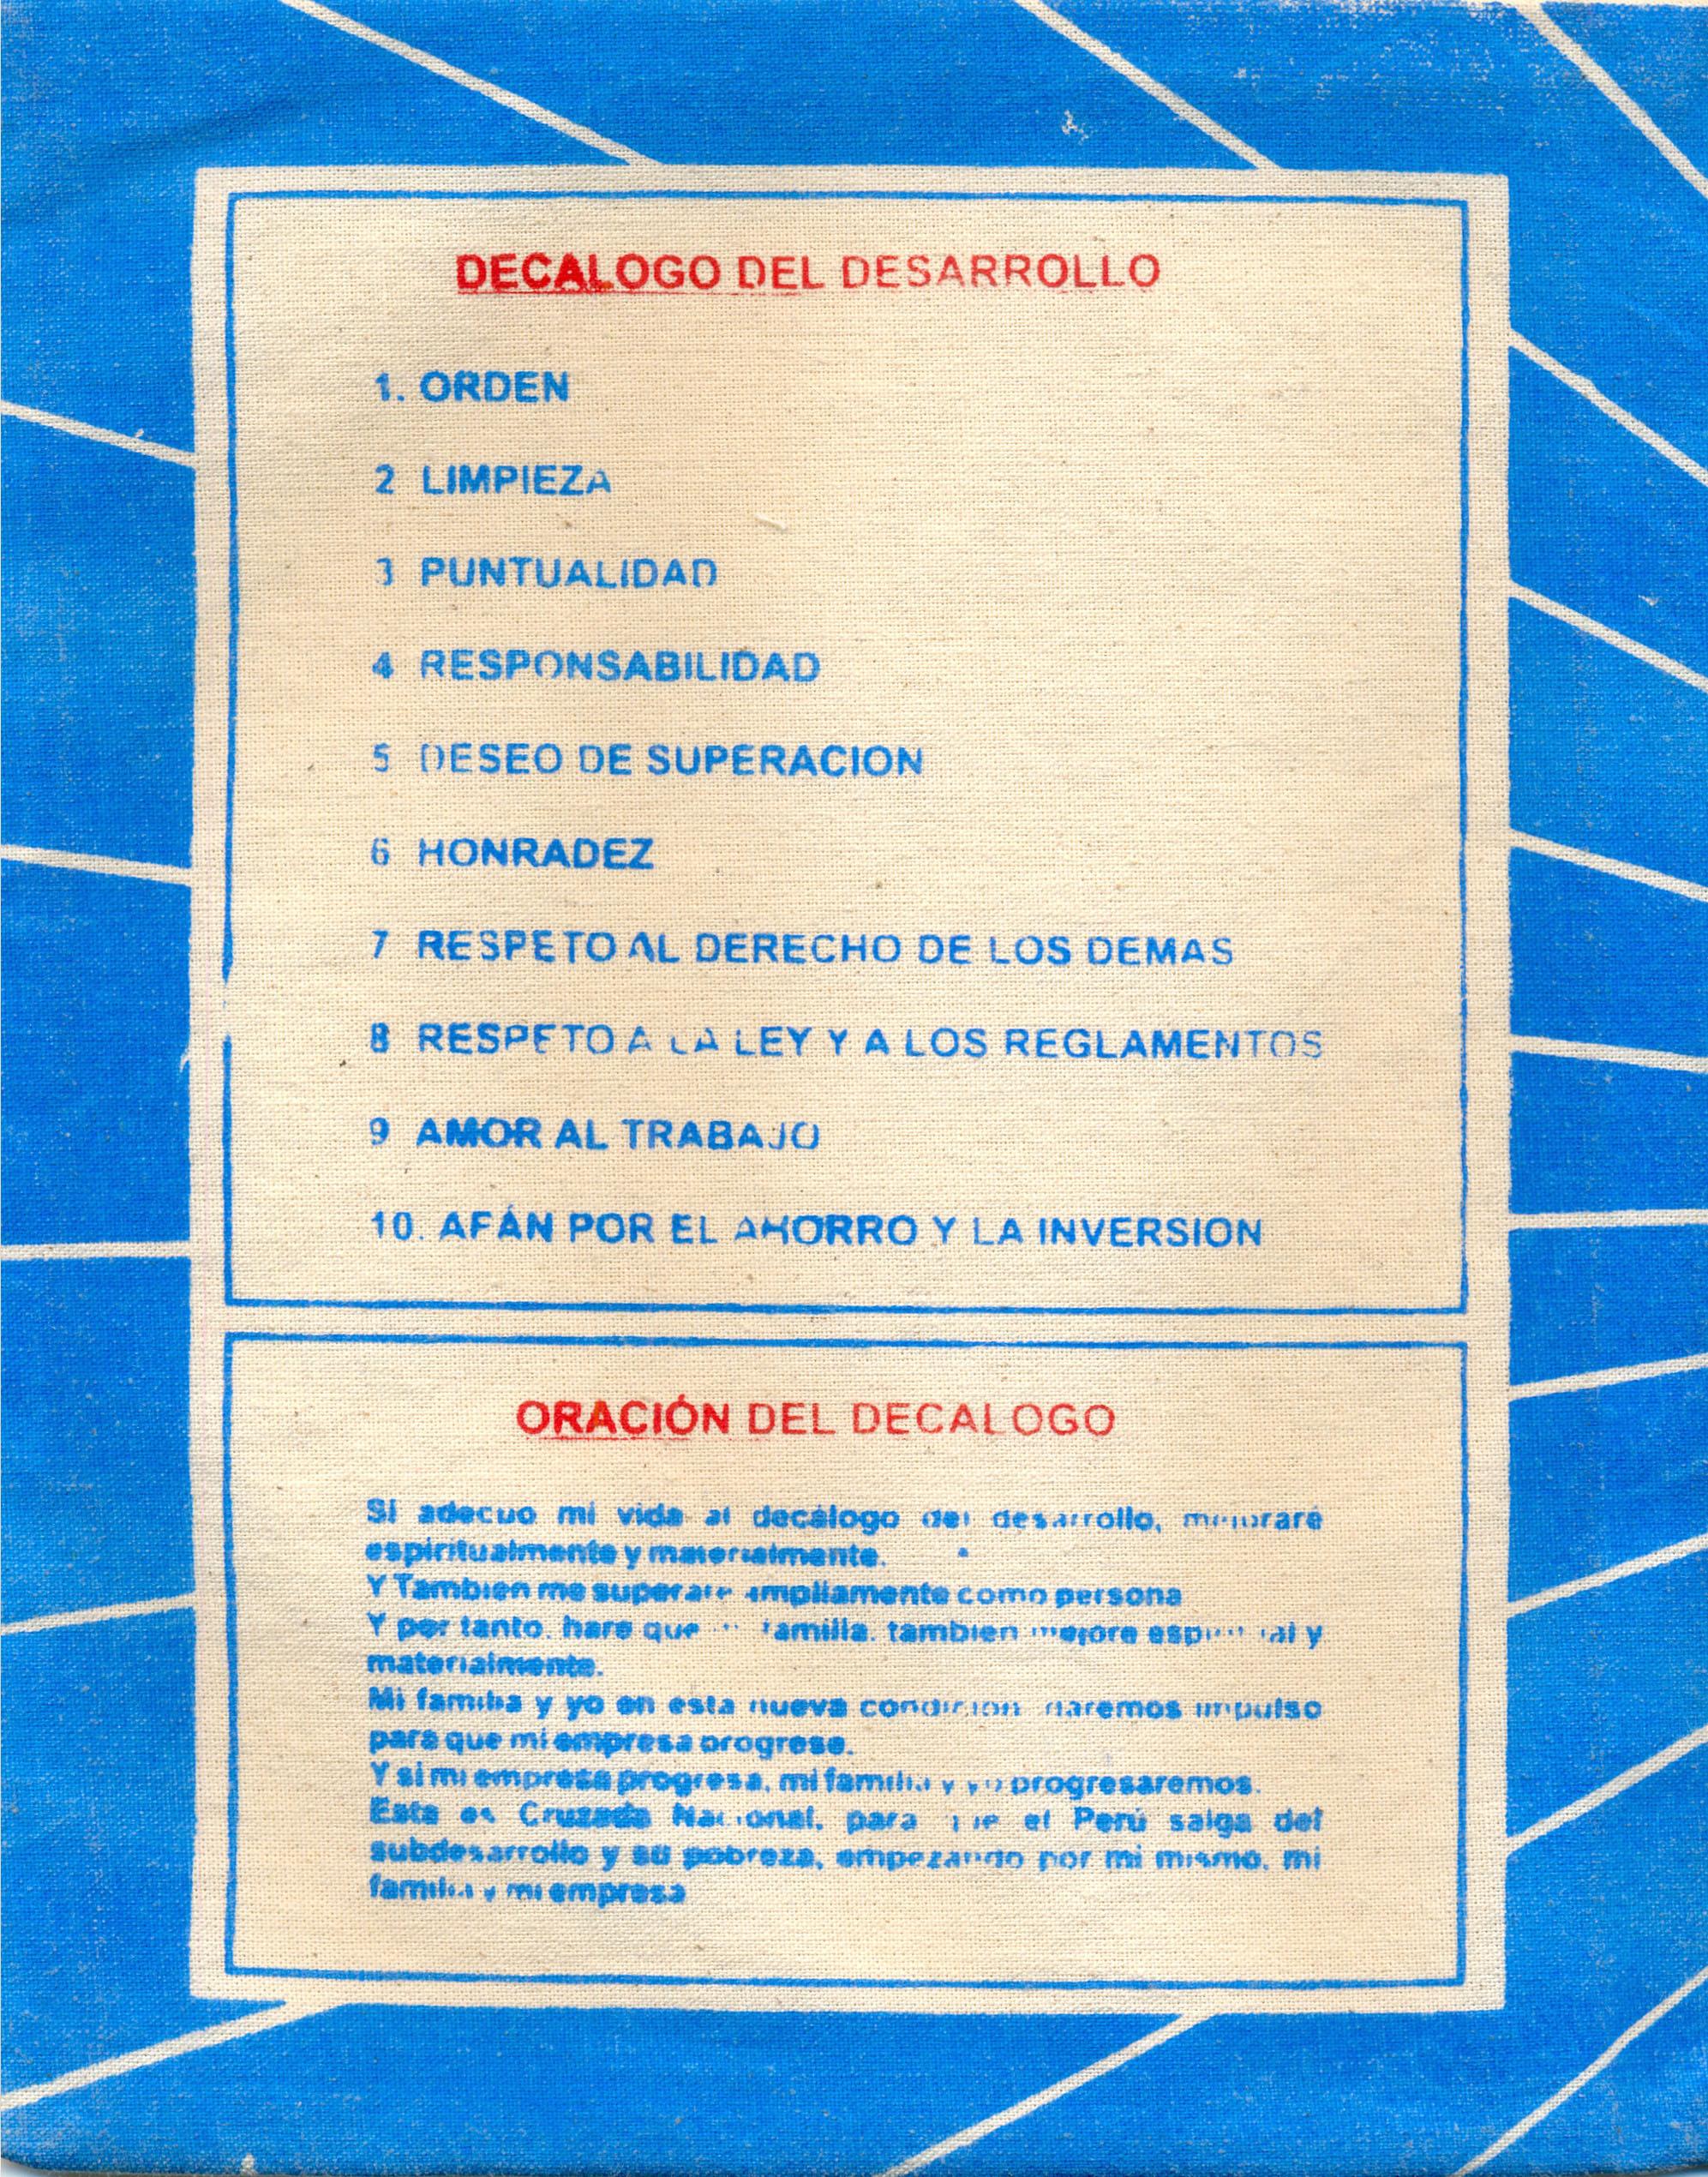 DECALOGO DEL DESARROLLO
1. ORDEN
2 LIMPIEZA
3 PUNTUALIDAD
4 RESPONSABILIDAD
5 DESEO DE SUPERACION
6 HONRADEZ
7 RESPETO AL DERECHO DE LOS DEMAS
8 RESPETO A LA LEY Y A LOS REGLAMENTOS
9 AMOR AL TRABAJO
10. AFÁN POR EL AHORRO Y LA INVERSION
ORACIÓN DEL DECALOGO
Si adecuo mi vida al decálogo del desarrollo, mejoraré
espiritualmente y materialmente.
Y Tambien me superare ampliamente como persona
Y por tanto. hare que familia. tambien mejore y
materialmente.
Mi familia y yo en esta nueva condicion daremos impulso
para que mi empresa progrese.
Y si mi empresa progresa, mi familia y yo progresaremos.
Esta es Cruzada Nacional, para que el Perú salga del
subdesarrollo y su pobreza, empezando por mi mismo, mi
familia y mi empresa